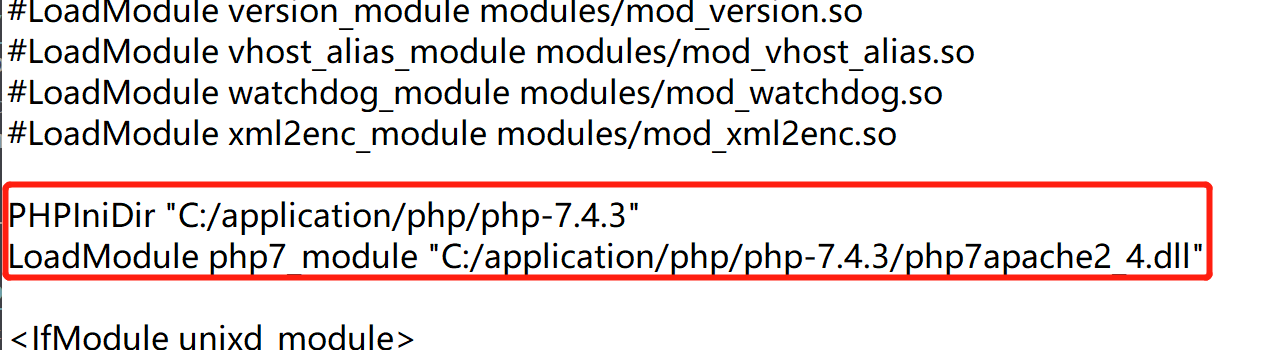 #LoadModule version_module modules/mod_version.so
#LoadModule vhost_alias_module modules/mod_vhost_alias.so
#LoadModule watchdog_module modules/mod_watchdog.so
#LoadModule xml2enc_module modules/mod_xml2enc.so
PHPIniDir "C:/application/php/php-7.4.3"
LoadModule php7_module "C:/application/php/php-7.4.3/php7apache2_4.dll"
<IfModule unixd_module>